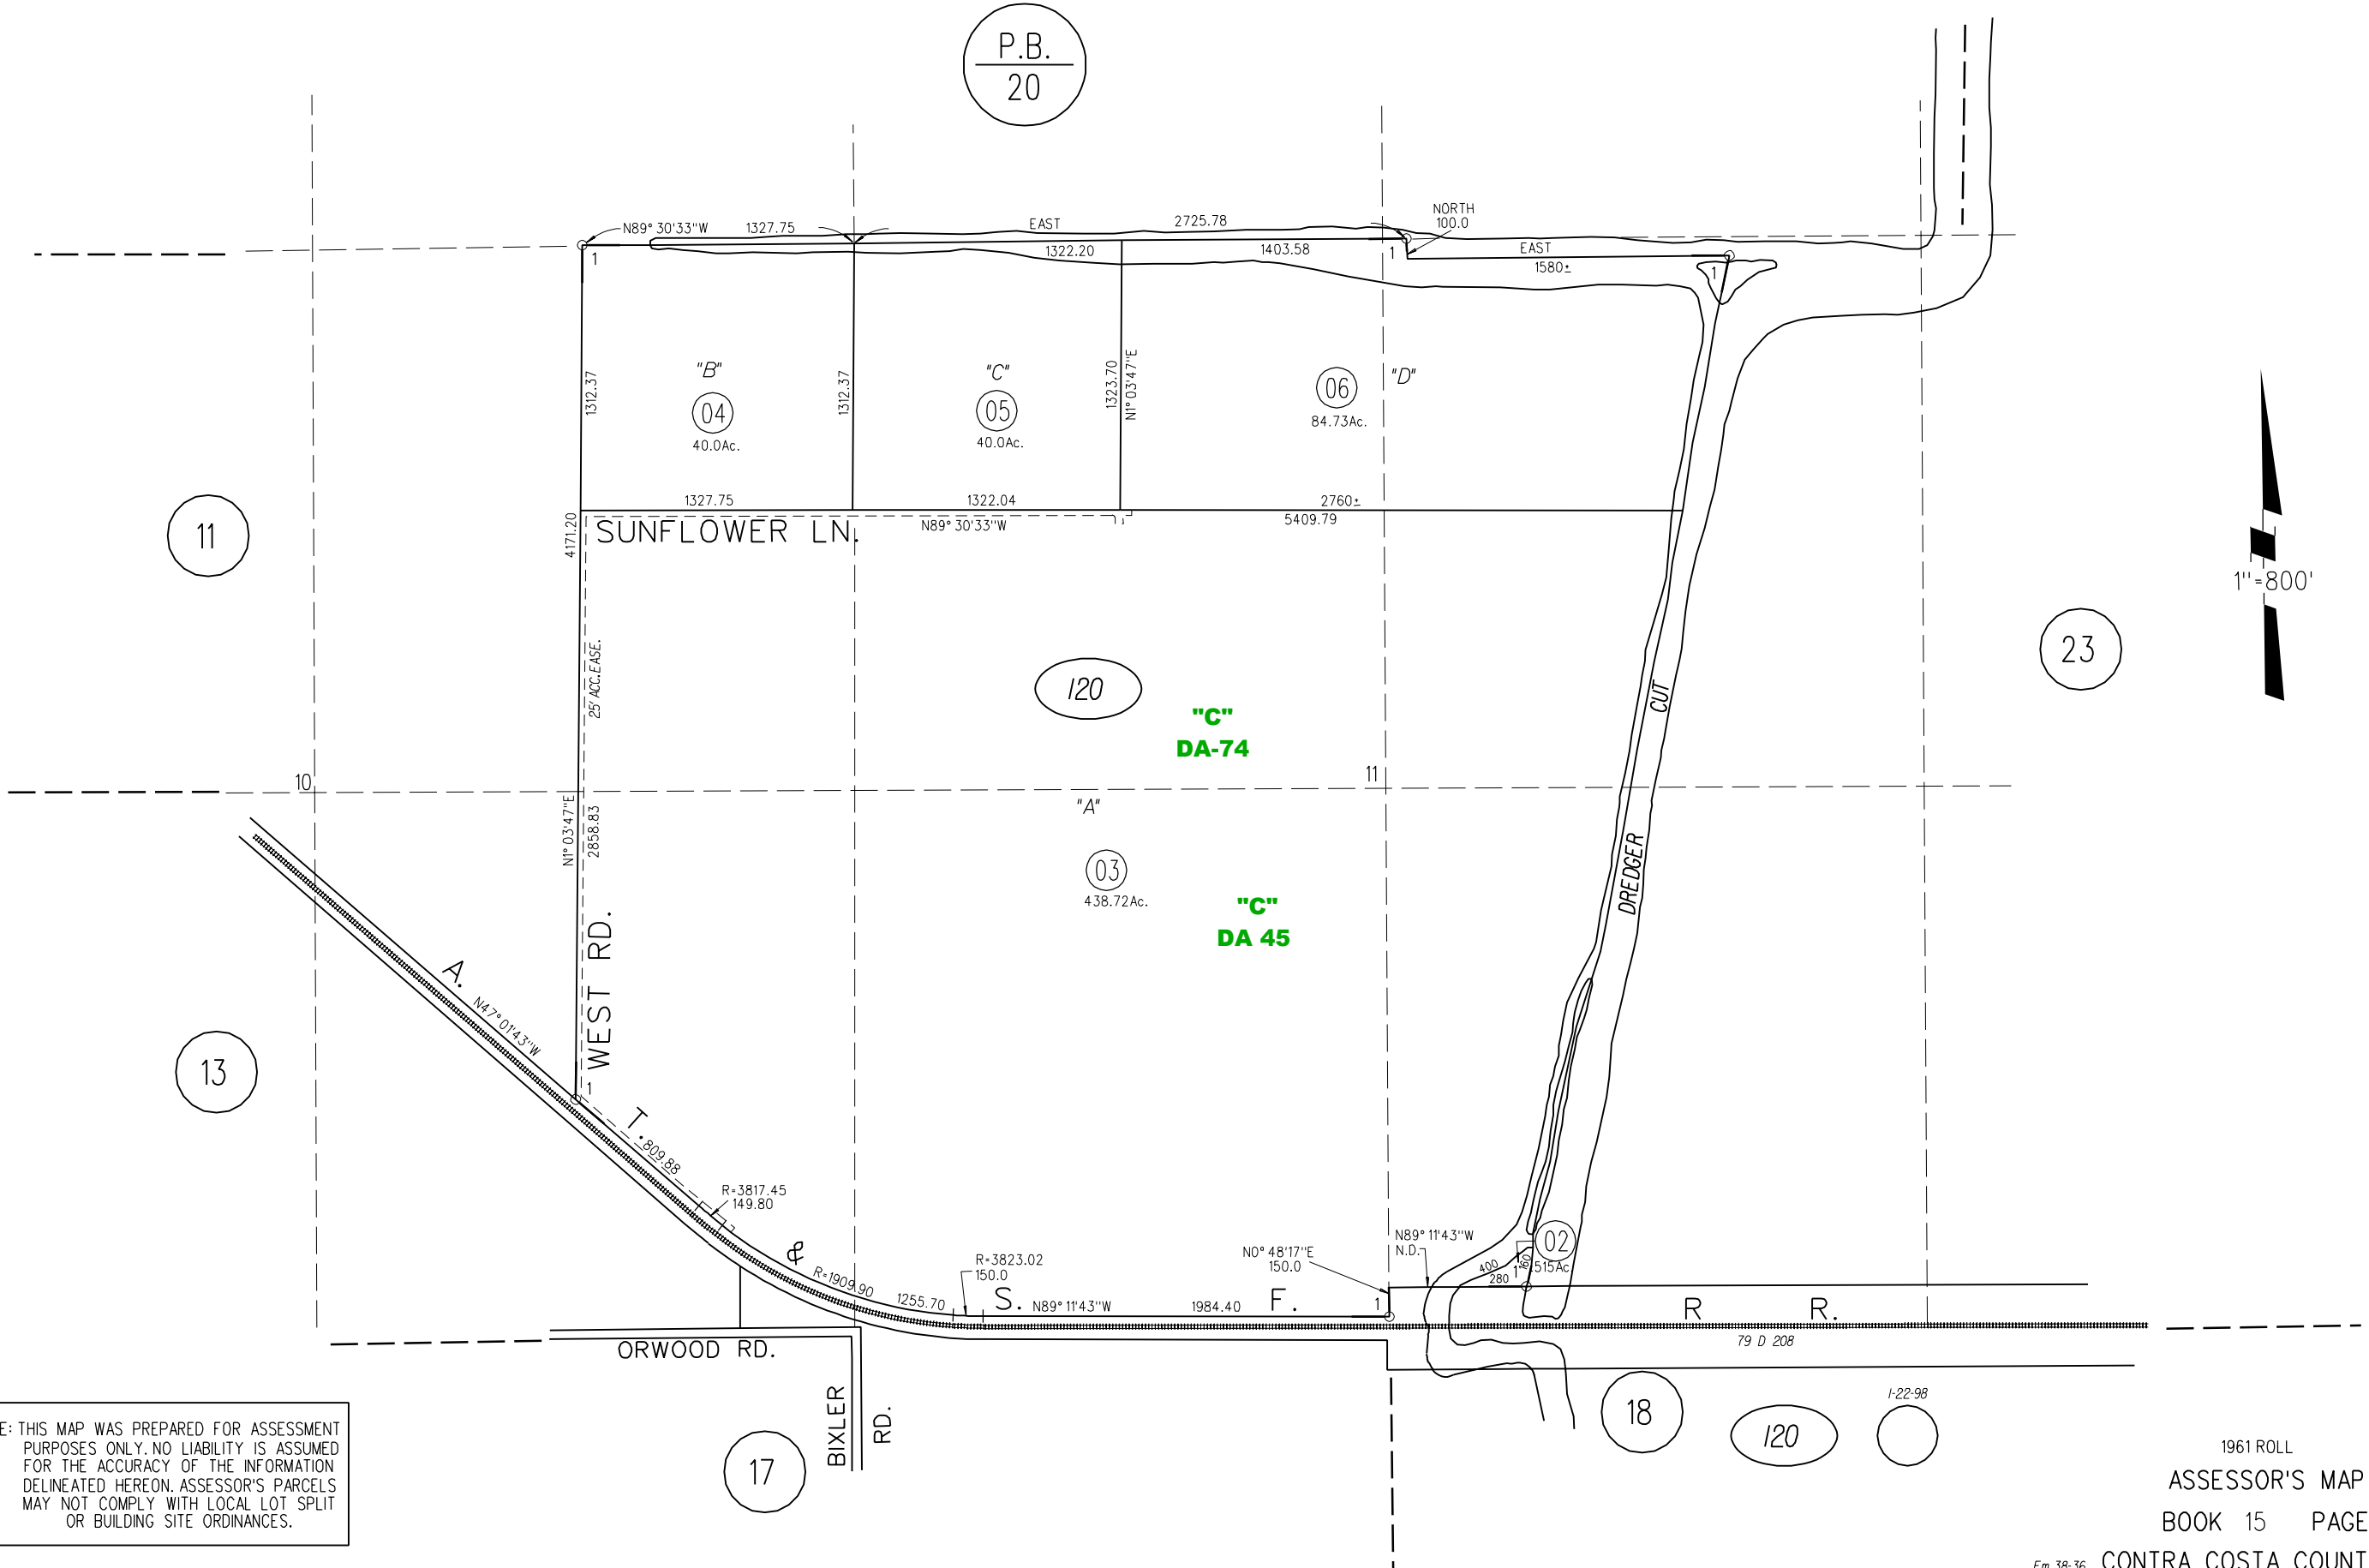 P.B.
20
N89° 30'33"W
1327.75
EAST
2725.78
NORTH
100.0
1
1322.20
1403.58
1
EAST
1580±
1
"B"
04
40.0Ac.
1312.37
1312.37
"C"
05
40.0Ac.
1323.70
N1° 03'47"E
06
84.73Ac.
"D"
1327.75
1322.04
2760±
SUNFLOWER LN.
N89° 30'33"W
5409.79
11
4171.20
1"=800'
23
25' ACC.EASE.
120
"C"
DA-74
CUT
10
11
"A"
N1° 03'47"E
2858.83
03
438.72Ac.
"C"
DA 45
DREDGER
WEST RD.
A.
N47° 01'43"W
13
1
T.
809.88
R=3817.45
149.80
&
R=1909.90
1255.70
R=3823.02
150.0
S.
N89° 11'43"W
1984.40
F.
N0° 48'17"E
150.0
1
N89° 11'43"W
N.D.
400
280
160
1
1
02
.515Ac
R R.
79 D 208
ORWOOD RD.
BIXLER
RD.
17
18
120
1-22-98
E: THIS MAP WAS PREPARED FOR ASSESSMENT
PURPOSES ONLY. NO LIABILITY IS ASSUMED
FOR THE ACCURACY OF THE INFORMATION
DELINEATED HEREON. ASSESSOR'S PARCELS
MAY NOT COMPLY WITH LOCAL LOT SPLIT
OR BUILDING SITE ORDINANCES.
1961 ROLL
ASSESSOR'S MAP
BOOK 15 PAGE
Fm 38-36
CONTRA COSTA COUNT